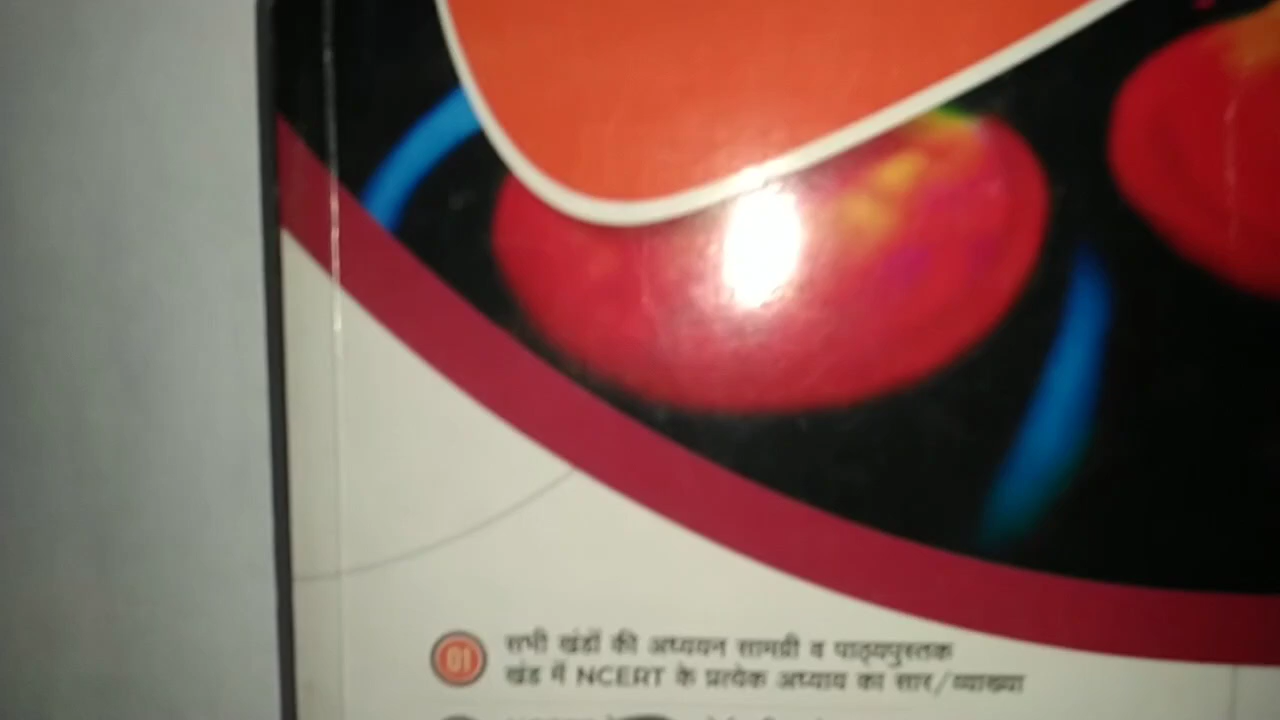 01 सभी खंडों की अध्ययन सामग्री व पाठ्यपुस्तक
खंड में NCERT के प्रत्येक अध्याय का सार/व्याख्या